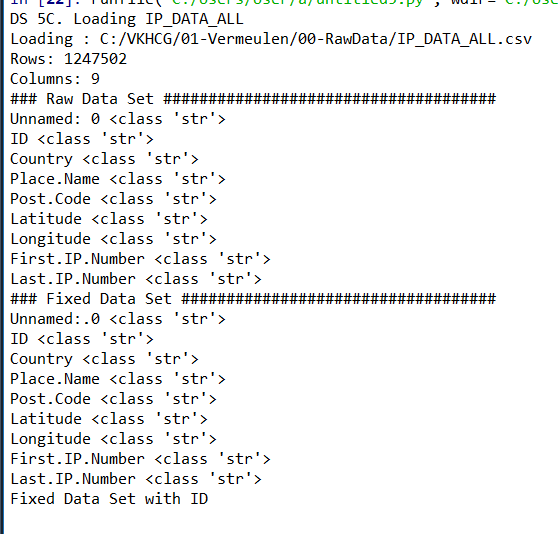 DS 5C. Loading IP_DATA_ALL
Loading : C:/VKHCG/01-Vermeulen/00-RawData/IP_DATA_ALL.csv
Rows: 1247502
Columns: 9
### Raw Data Set #####################################
Unnamed: 0 <class 'str'>
ID <class 'str'>
Country <class 'str'>
Place.Name <class 'str'>
Post.Code <class 'str'>
Latitude <class 'str'>
Longitude <class 'str'>
First.IP.Number <class 'str'>
Last.IP.Number <class 'str'>
### Fixed Data Set ###################################
Unnamed:.0 <class 'str'>
ID <class 'str'>
Country <class 'str'>
Place.Name <class 'str'>
Post.Code <class 'str'>
Latitude <class 'str'>
Longitude <class 'str'>
First.IP.Number <class 'str'>
Last.IP.Number <class 'str'>
Fixed Data Set with ID